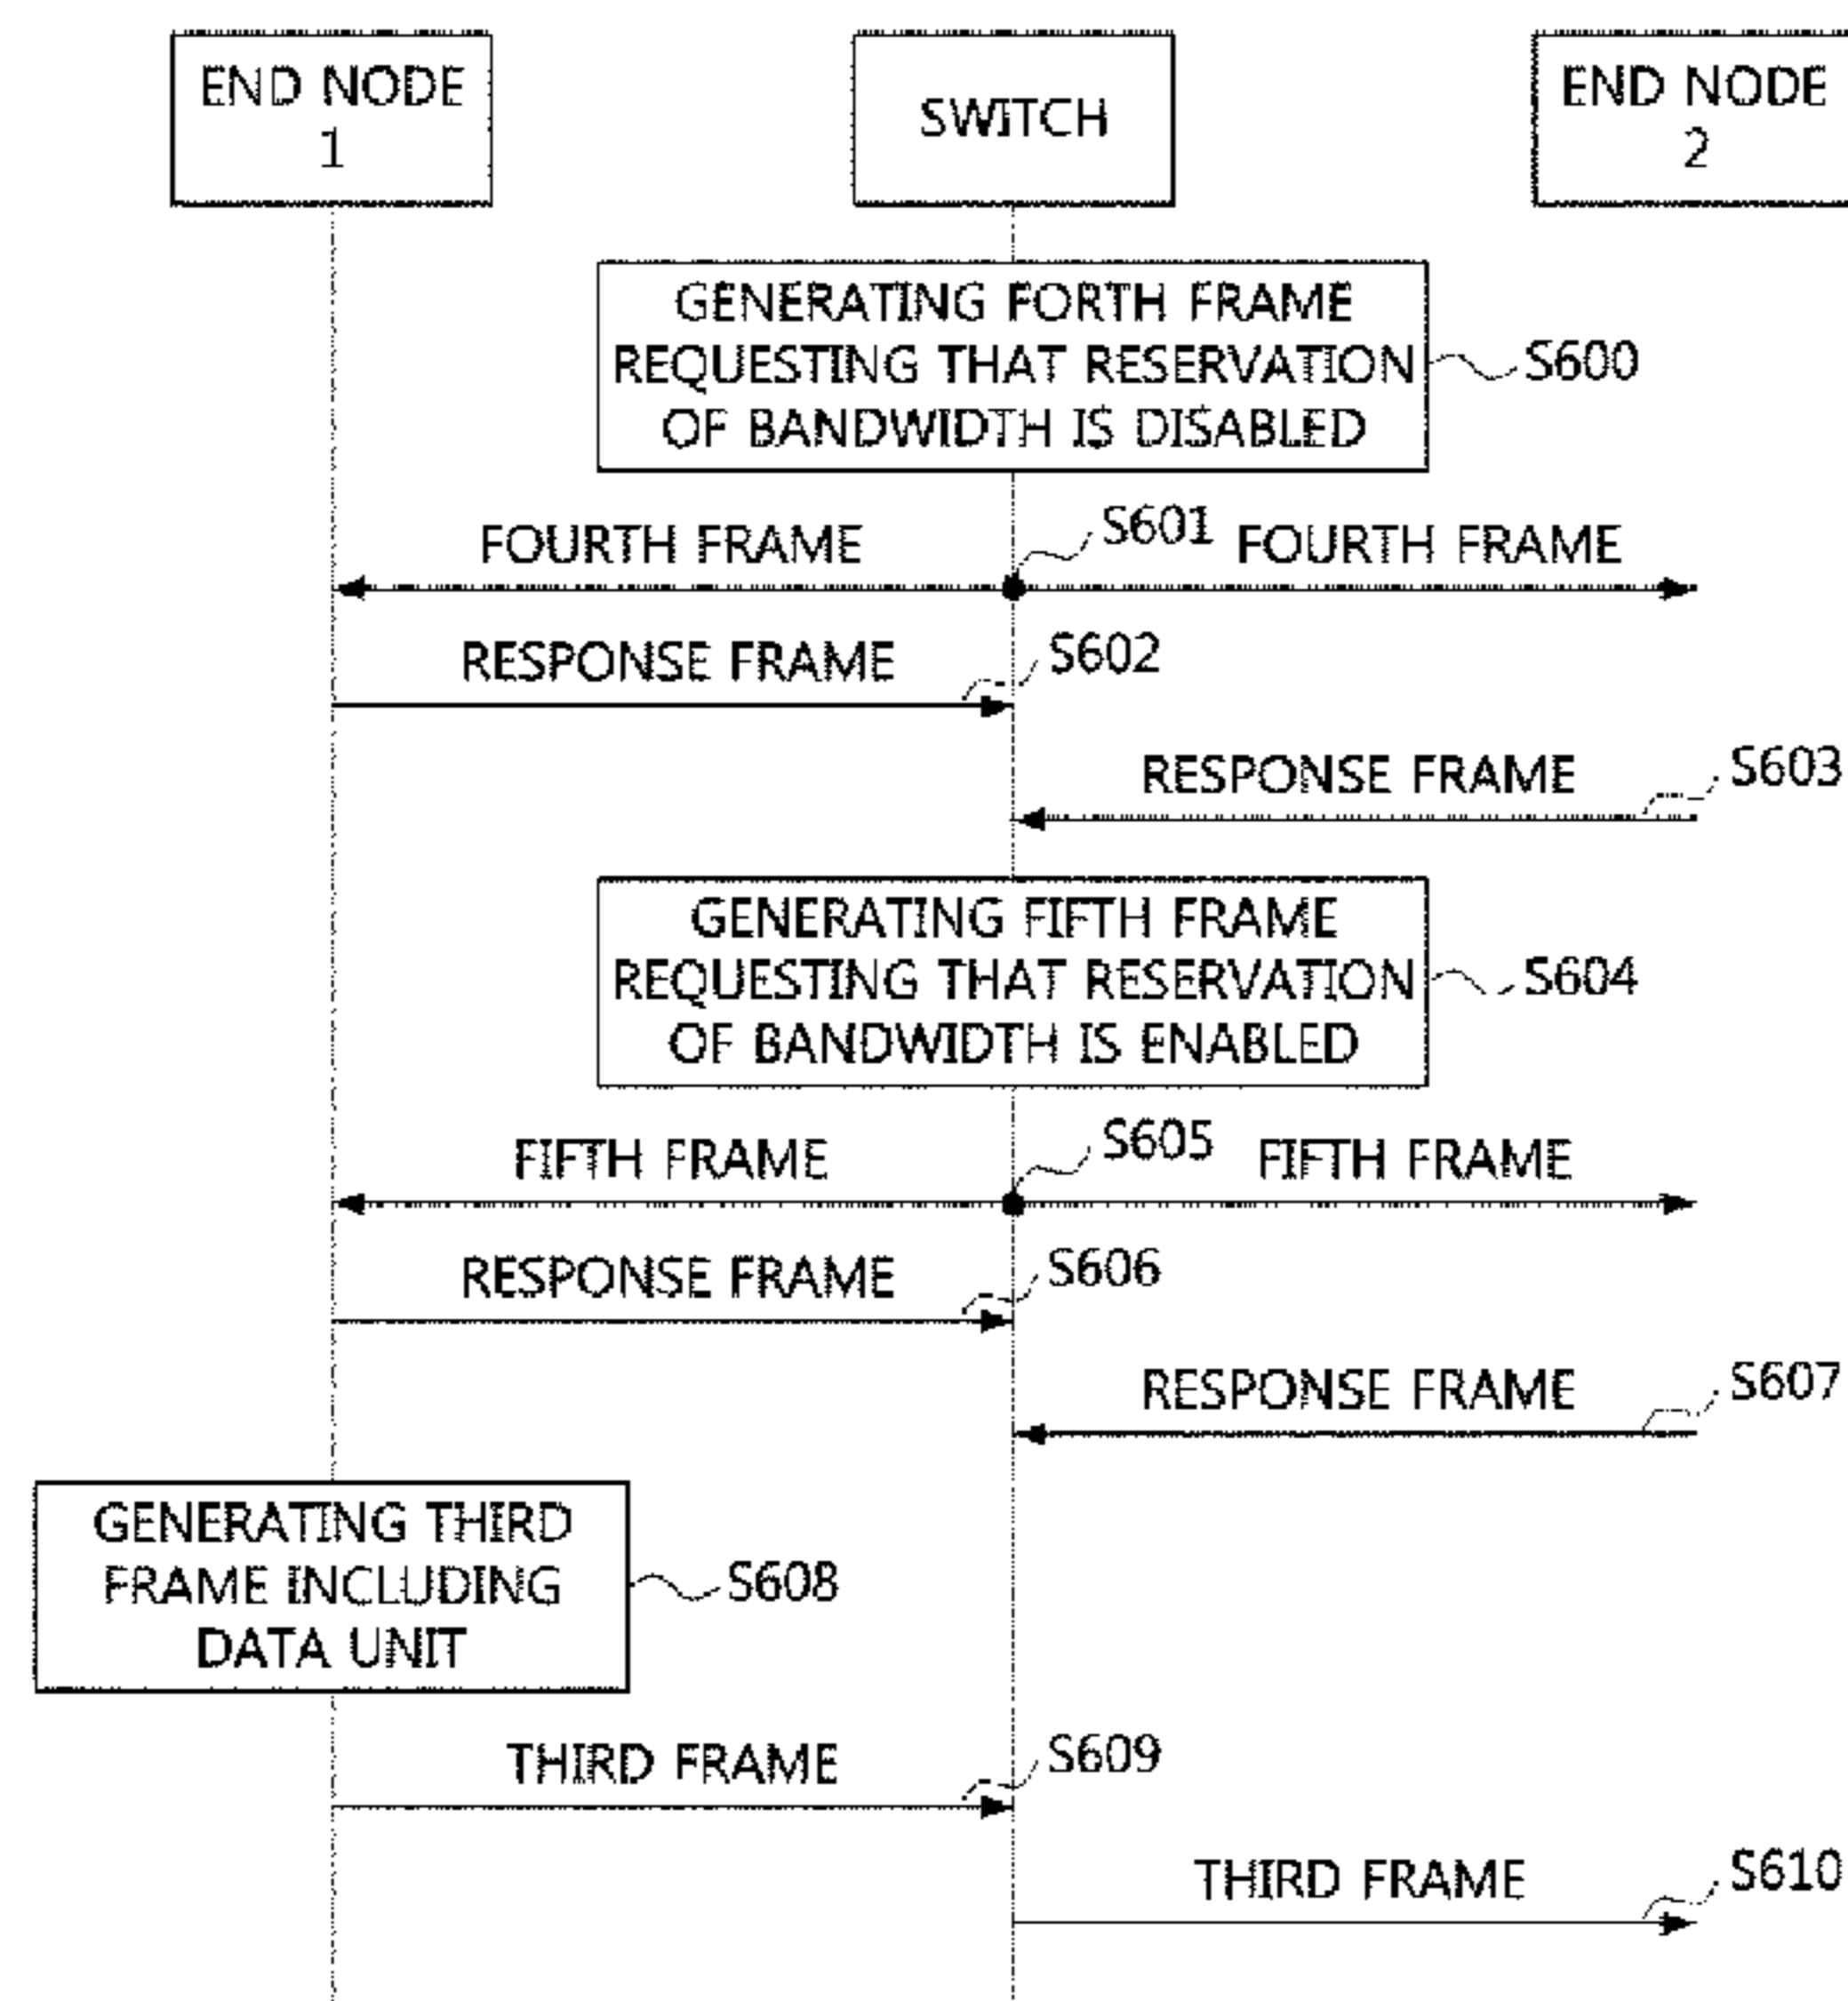 END NODE
1
SWITCH
END NODE
2
GENERATING FORTH FRAME
REQUESTING THAT RESERVATION
OF BANDWIDTH IS DISABLED
S600
FOURTH FRAME
S601
FOURTH FRAME
RESPONSE FRAME
S602
RESPONSE FRAME
S603
GENERATING FIFTH FRAME
REQUESTING THAT RESERVATION
OF BANDWIDTH IS ENABLED
S604
FIFTH FRAME
S605
FIFTH FRAME
RESPONSE FRAME
S606
RESPONSE FRAME
S607
GENERATING THIRD
FRAME INCLUDING
DATA UNIT
S608
THIRD FRAME
S609
THIRD FRAME
S610